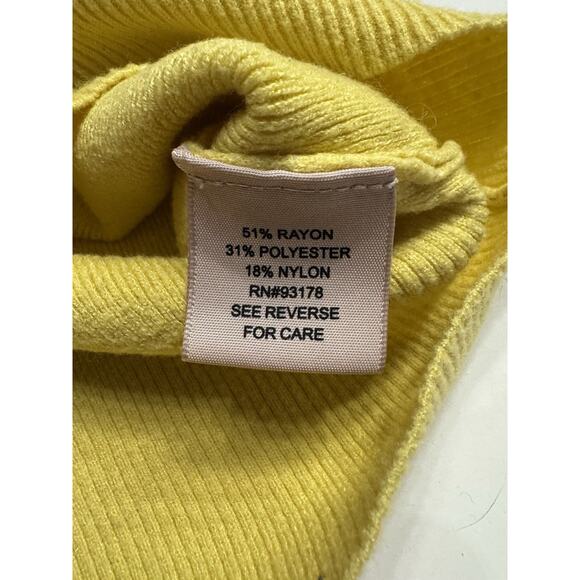 51% RAYON
31% POLYESTER
18% NYLON
RN#93178
SEE REVERSE
FOR CARE